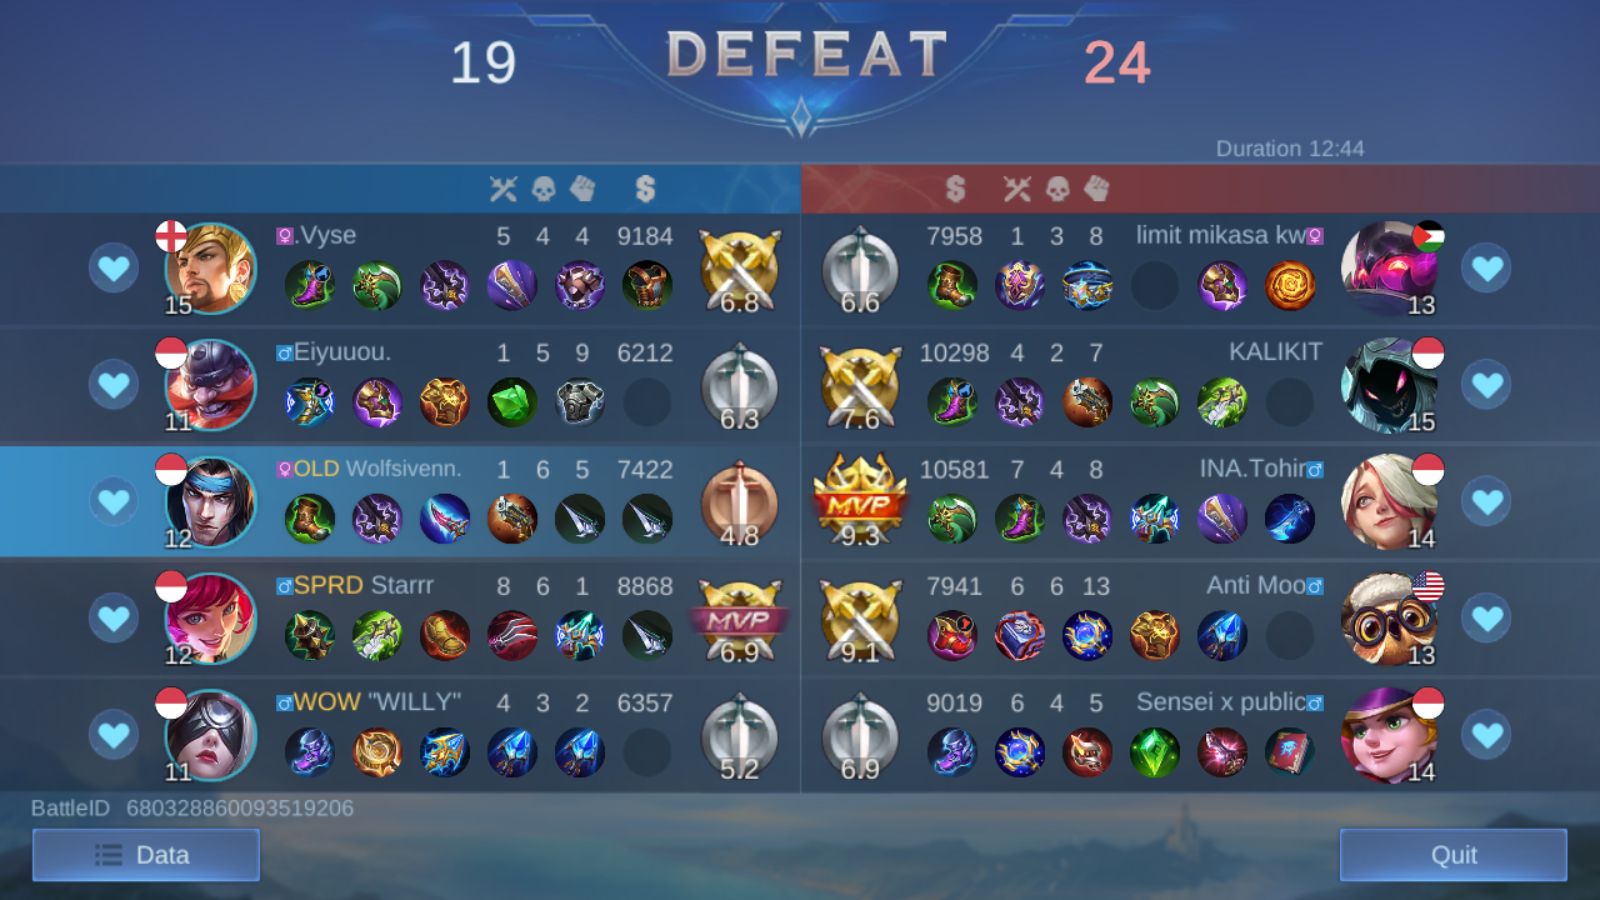 19 DEFEAT 24
Duration 12:44
.Vyse 5 4 4 9184
15 6.8
7958 1 3 8 limit mikasa kw
6.6 13
Eiyuuou. 1 5 9 6212
11 6.3
10298 4 2 7 KALIKIT
7.6 15
OLD Wolfsivenn. 1 6 5 7422
12 4.8
10581 7 4 8 INA.Tohir
MVP
9.3 14
SPRD Starrr 8 6 1 8868
MVP
12 6.9
7941 6 6 13 Anti Moo
9.1 13
WOW "WILLY" 4 3 2 6357
11 5.2
9019 6 4 5 Sensei x public
6.9 14
BattleID 680328860093519206
Data
Quit